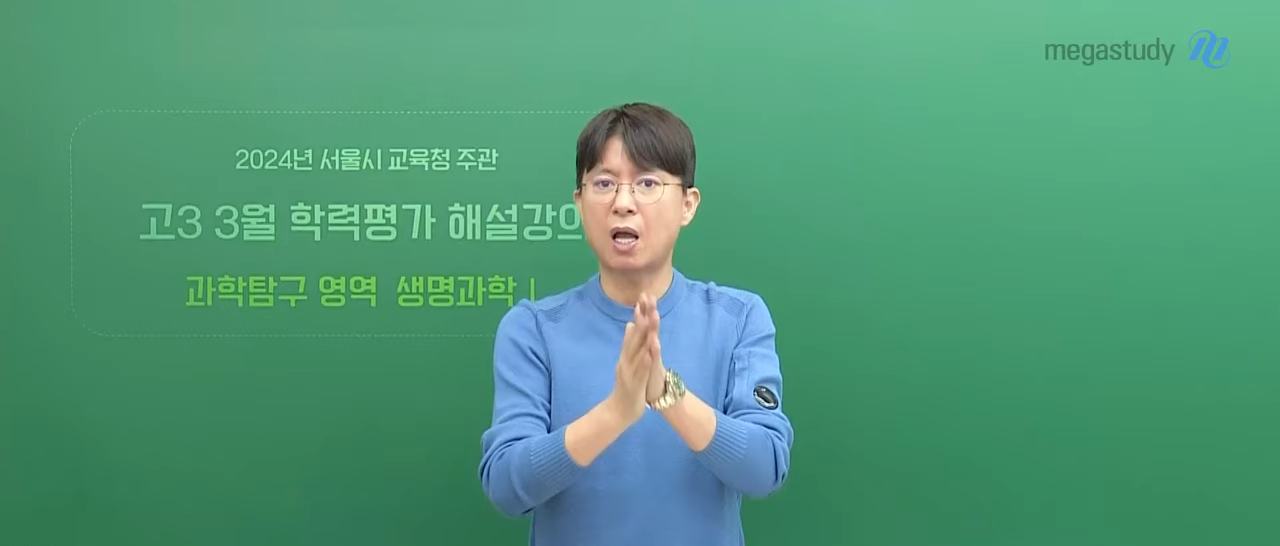 megastudy
2024년 서울시 교육청 주관
고3 3월 학력평가 해설강의
과학탐구 영역 생명과학 I